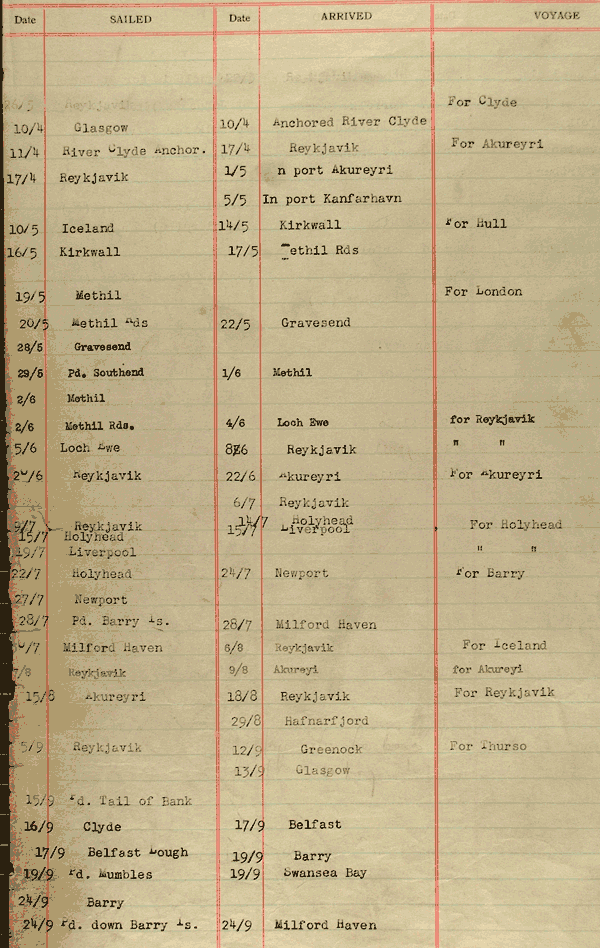 Date SAILED Date ARRIVED VOYAGE
For Clyde
10/4 Glasgow 10/4 Anchored River Clyde
11/4 River Clyde Anchor. 17/4 Reykjavik For Akureyri
17/4 Reykjavik 1/5 n port Akureyri
5/5 In port Kanfarhavn
10/5 Iceland 14/5 Kirkwall For Hull
16/5 Kirkwall 17/5 Methil Rds
19/5 Methil For London
20/5 Methil Rds 22/5 Gravesend
28/5 Gravesend
29/5 Pd. Southend 1/6 Methil
2/6 Methil
2/6 Methil Rds. 4/6 Loch Ewe for Reykjavik
5/6 Loch Ewe 8/6 Reykjavik " "
Reykjavik 22/6 Akureyri For Akureyri
6/7 Reykjavik
9/7 Reykjavik 14/7 Holyhead For Holyhead
15/7 Holyhead 15/7 Liverpool
19/7 Liverpool " "
22/7 Holyhead 24/7 Newport For Barry
27/7 Newport
28/7 Pd. Barry Is. 28/7 Milford Haven
Milford Haven 6/8 Reykjavik For Iceland
7/8 Reykjavik 9/8 Akureyi for Akureyi
15/8 Akureyri 18/8 Reykjavik For Reykjavik
29/8 Hafnarfjord
5/9 Reykjavik 12/9 Greenock For Thurso
13/9 Glasgow
15/9 Pd. Tail of Bank
16/9 Clyde 17/9 Belfast
17/9 Belfast Lough 19/9 Barry
19/9 Pd. Mumbles 19/9 Swansea Bay
24/9 Barry
24/9 Pd. down Barry Is. 24/9 Milford Haven